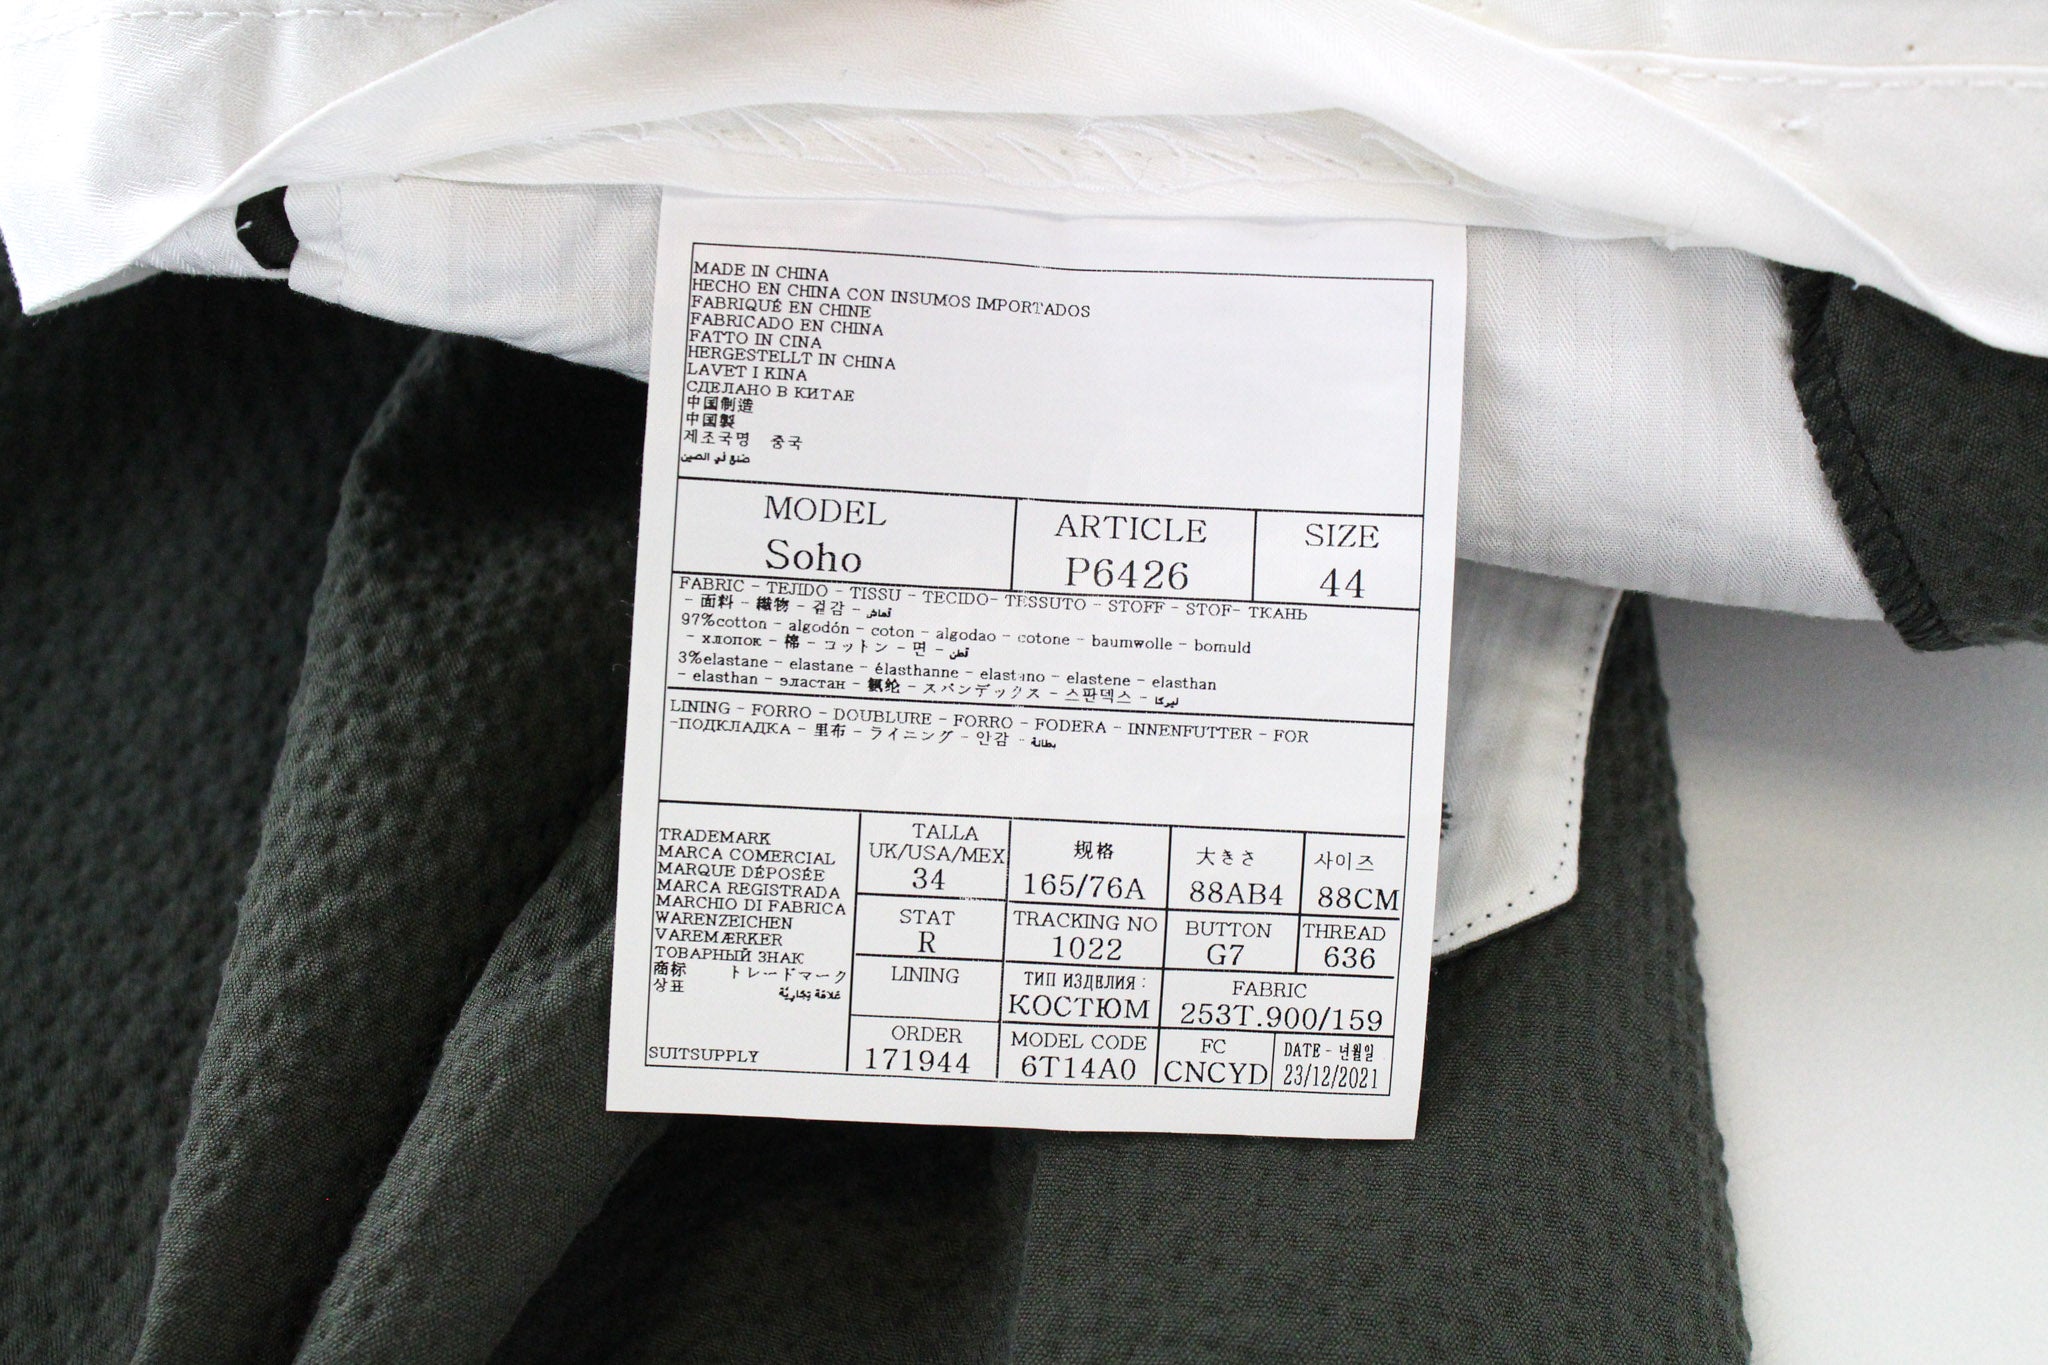 MADE IN CHINA
HECHO EN CHINA CON INSUMOS IMPORTADOS
FABRIQUÉ EN CHINE
FABRICADO EN CHINA
FATTO IN CINA
HERGESTELLT IN CHINA
LAVET I KINA
СДЕЛАНО В КИТАЕ
中国制造
中国製
제조국명 중국
صنع في الصين
MODEL
Soho
ARTICLE
P6426
SIZE
44
FABRIC - TEJIDO - TISSU - TECIDO- TESSUTO - STOFF - STOF- ТКАНЬ
- 面料 - 織物 - 겉감 - قماش
97%cotton - algodón - coton - algodao - cotone - baumwolle - bomuld
- хлопок - 棉 - コットン - 면 - قطن
3%elastane - elastane - élasthanne - elastano - elastene - elasthan
- elasthan - эластан - 氨纶 - スパンデックス - 스판덱스 - ليركا
LINING - FORRO - DOUBLURE - FORRO - FODERA - INNENFUTTER - FOR
-ПОДКЛАДКА - 里布 - ライニング - 안감 - بطانة
TRADEMARK
MARCA COMERCIAL
MARQUE DÉPOSÉE
MARCA REGISTRADA
MARCHIO DI FABRICA
WARENZEICHEN
VAREMÆRKER
ТОВАРНЫЙ ЗНАК
商标 トレードマーク
상표 علامة تجارية
SUITSUPPLY
TALLA
UK/USA/MEX
34
规格
165/76A
大きさ
88AB4
사이즈
88CM
STAT
R
TRACKING NO
1022
BUTTON
G7
THREAD
636
LINING
ТИП ИЗДЕЛИЯ :
КОСТЮМ
FABRIC
253T.900/159
ORDER
171944
MODEL CODE
6T14A0
FC
CNCYD
DATE - 년월일
23/12/2021